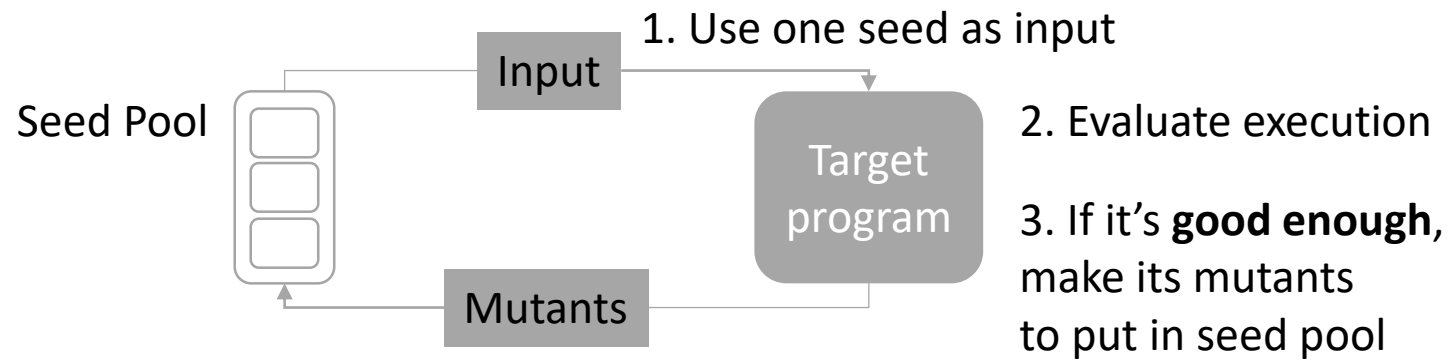 1. Use one seed as input
Input
Seed Pool
Target
program
2. Evaluate execution
3. If it’s good enough,
make its mutants
to put in seed pool
Mutants